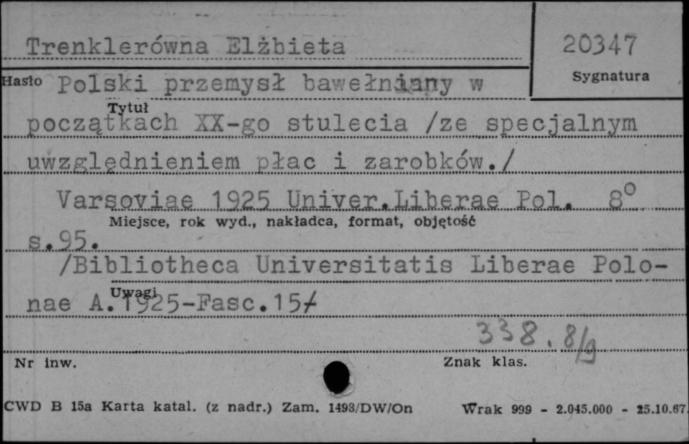 Trenklerówna Elżbieta 20347
Hasło Sygnatura
Polski przemysł bawełniany w
Tytuł
początkach XX-go stulecia /ze specjalnym
uwzględnieniem płac i zarobków./
Varsoviae 1925 Univer.Liberae Pol. 8°
Miejsce, rok wyd., nakładca, format, objętość
s.95.
/Bibliotheca Universitatis Liberae Polo-
Uwagi
nae A.1925-Fasc.15/
338.8/9
Nr inw. Znak klas.
CWD B 15a Karta katal. (z nadr.) Zam. 1493/DW/On Wrak 999 - 2.045.000 - 25.10.67